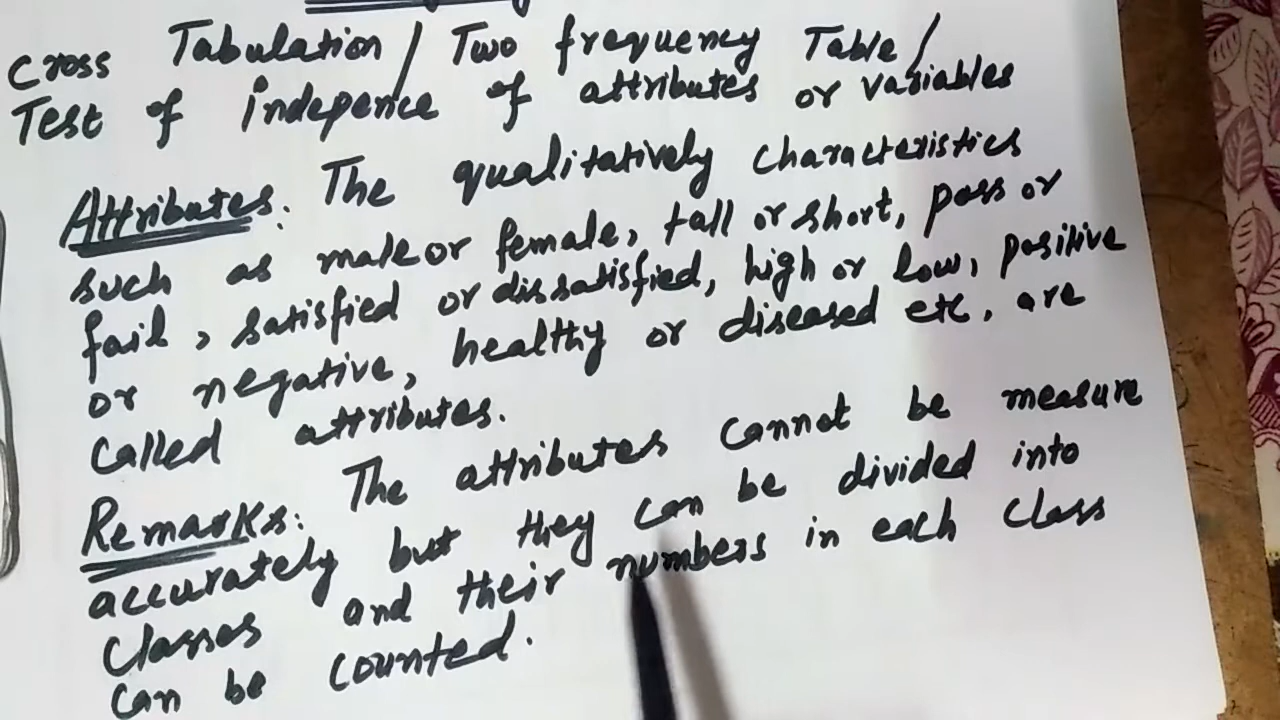 Cross Tabulation / Two frequency Table /
Test of indepence of attributes or variables
Attributes. The qualitatively characteristics
such as male or female, tall or short, pass or
fail, satisfied or dissatisfied, high or low, positive
or negative, healthy or diseased etc, are
called attributes.
Remarks: The attributes cannot be measure
accurately but they can be divided into
classes and their numbers in each class
can be counted.